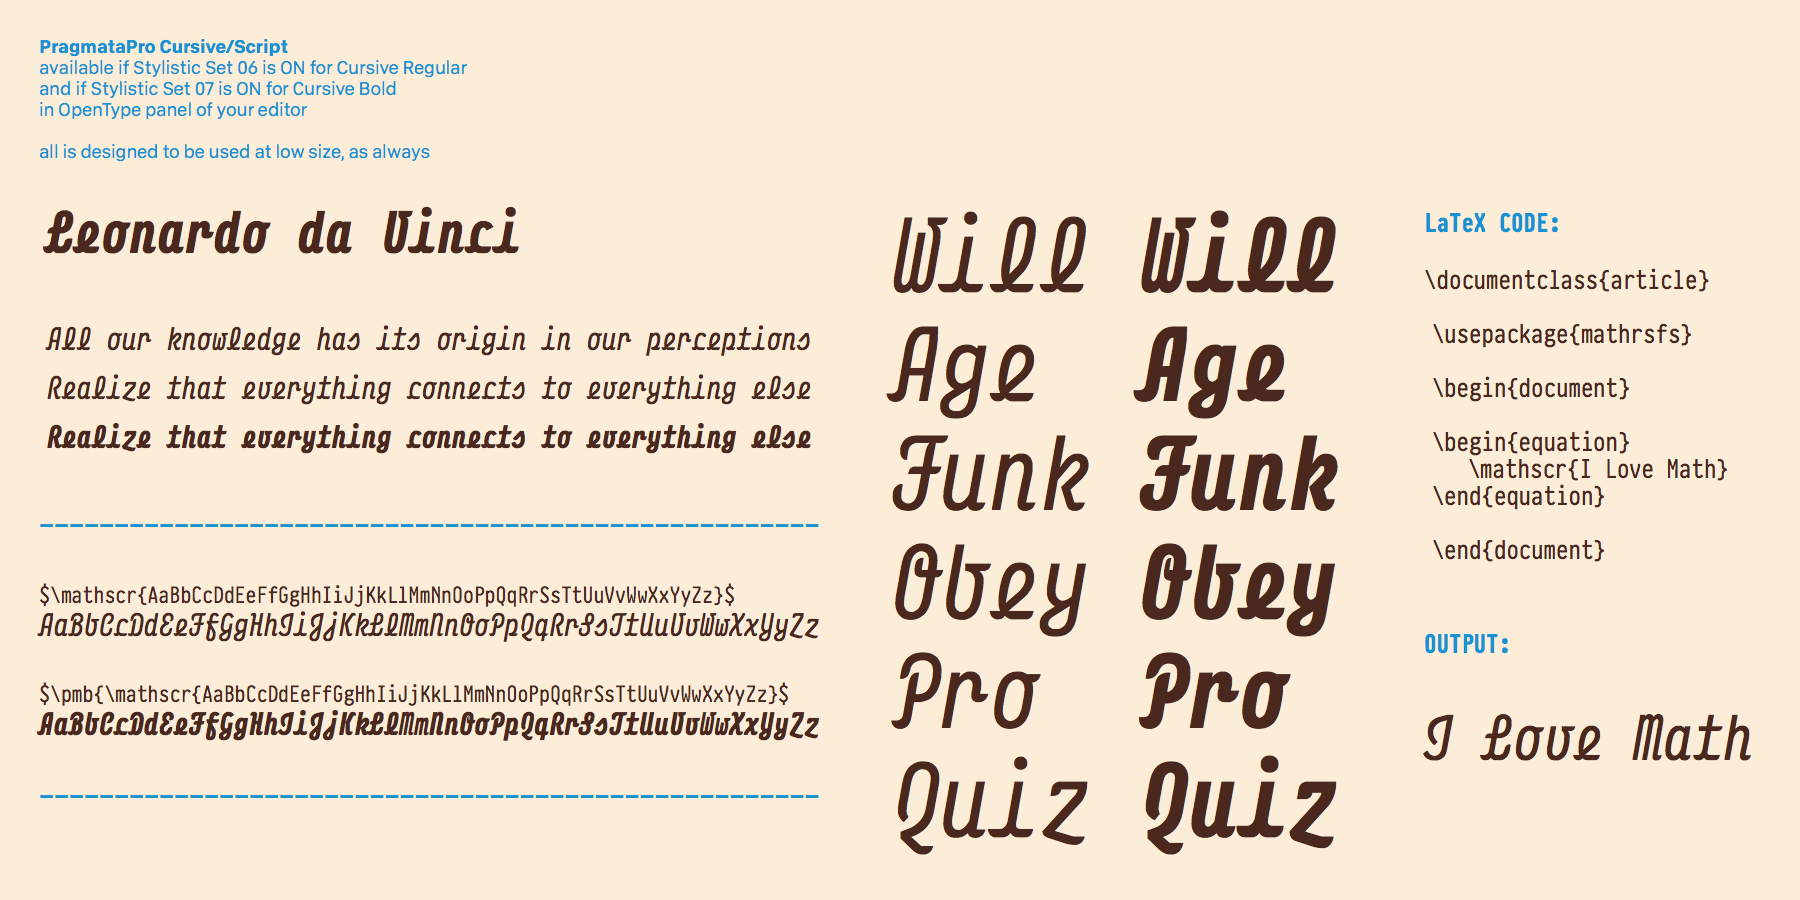 PragmataPro Cursive/Script
available if Stylistic Set 06 is ON for Cursive Regular
and if Stylistic Set 07 is ON for Cursive Bold
in OpenType panel of your editor
all is designed to be used at low size, as always
Leonardo da Vinci
All our knowledge has its origin in our perceptions
Realize that everything connects to everything else
Realize that everything connects to everything else
$\mathscr{AaBbCcDdEeFfGgHhIiJjKkLlMmNnOoPpQqRrSsTtUuVvWwXxYyZz}$
AaBbCcDdEeFfGgHhIiJjKkLlMmNnOoPpQqRrSsTtUuVvWwXxYyZz
$\pmb{\mathscr{AaBbCcDdEeFfGgHhIiJjKkLlMmNnOoPpQqRrSsTtUuVvWwXxYyZz}$
AaBbCcDdEeFfGgHhIiJjKkLlMmNnOoPpQqRrSsTtUuVvWwXxYyZz
Will Will
Age Age
Funk Funk
Obey Obey
Pro Pro
Quiz Quiz
LaTeX CODE:
\documentclass{article}
\usepackage{mathrsfs}
\begin{document}
\begin{equation}
\mathscr{I Love Math}
\end{equation}
\end{document}
OUTPUT:
I Love Math